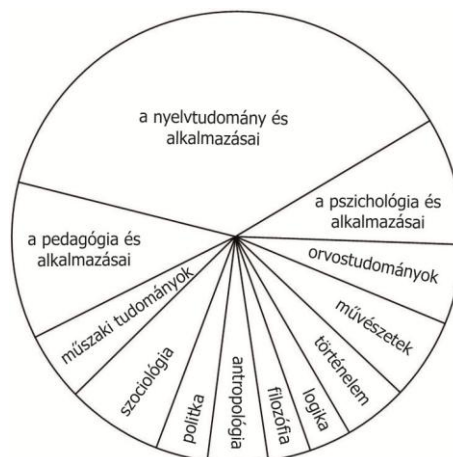 a nyelvtudomány és
alkalmazásai
a pszichológia és
alkalmazásai
orvostudományok
művészetek
történelem
logika
filozófia
antropológia
politka
szociológia
műszaki tudományok
a pedagógia és
alkalmazásai